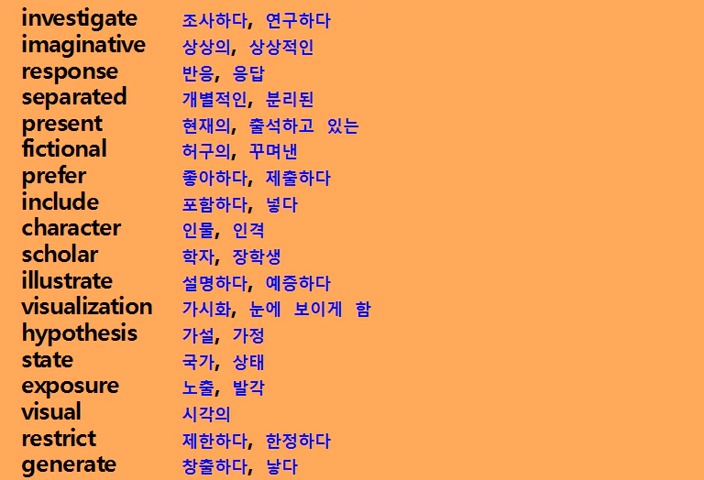 investigate 조사하다, 연구하다
imaginative 상상의, 상상적인
response 반응, 응답
separated 개별적인, 분리된
present 현재의, 출석하고 있는
fictional 허구의, 꾸며낸
prefer 좋아하다, 제출하다
include 포함하다, 넣다
character 인물, 인격
scholar 학자, 장학생
illustrate 설명하다, 예증하다
visualization 가시화, 눈에 보이게 함
hypothesis 가설, 가정
state 국가, 상태
exposure 노출, 발각
visual 시각의
restrict 제한하다, 한정하다
generate 창출하다, 낳다